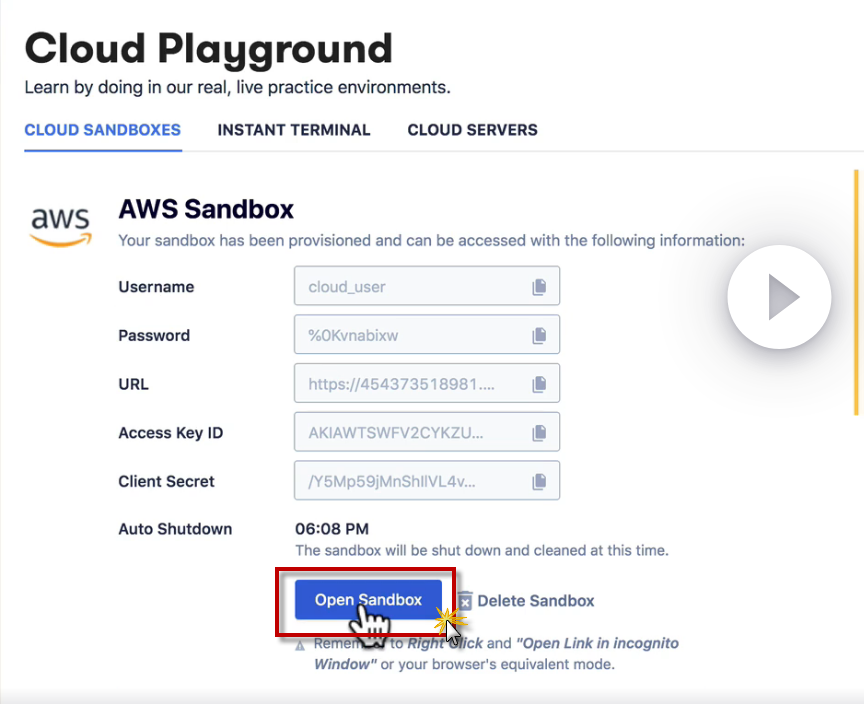 Cloud Playground
Learn by doing in our real, live practice environments.
CLOUD SANDBOXES INSTANT TERMINAL CLOUD SERVERS
aws
AWS Sandbox
Your sandbox has been provisioned and can be accessed with the following information:
Username cloud_user
Password %0Kvnabixw
URL https://454373518981....
Access Key ID AKIAWTSWFV2CYKZU...
Client Secret /Y5Mp59jMnShIlVL4v...
Auto Shutdown 06:08 PM
The sandbox will be shut down and cleaned at this time.
Open Sandbox Delete Sandbox
Remember to Right Click and "Open Link in incognito
Window" or your browser's equivalent mode.